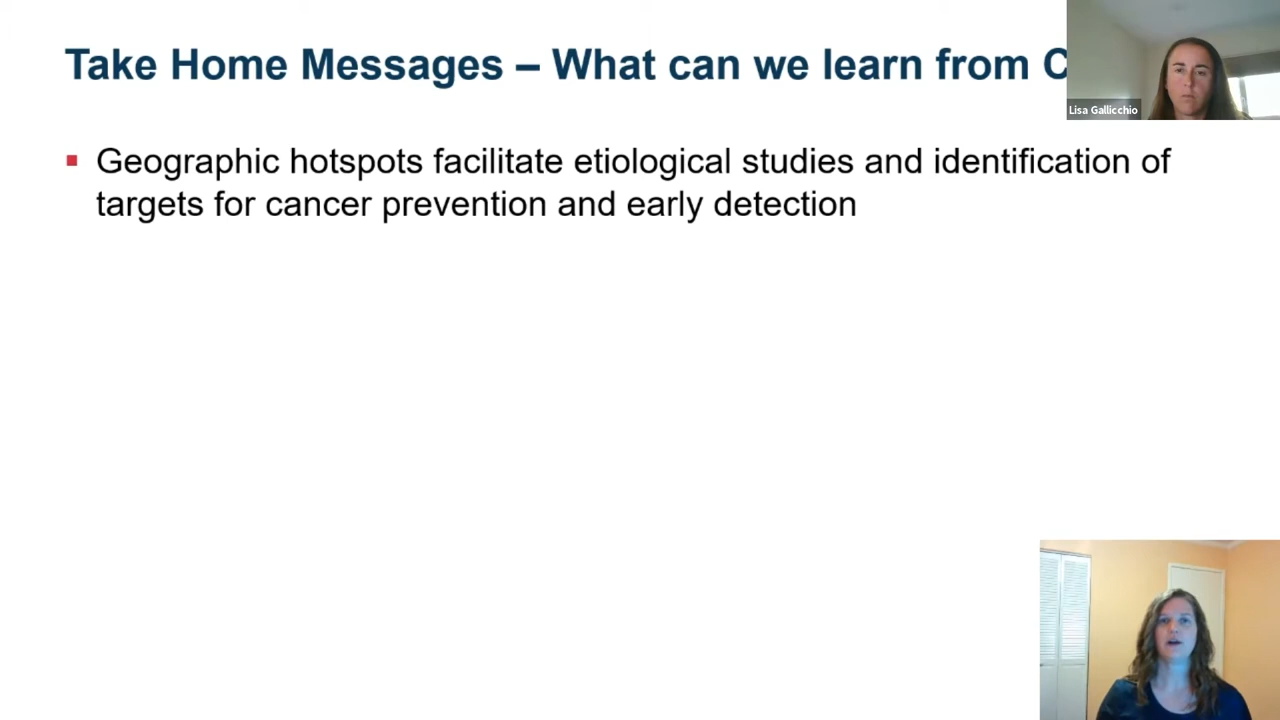 Take Home Messages – What can we learn from C
Lisa Gallicchio
Geographic hotspots facilitate etiological studies and identification of
targets for cancer prevention and early detection